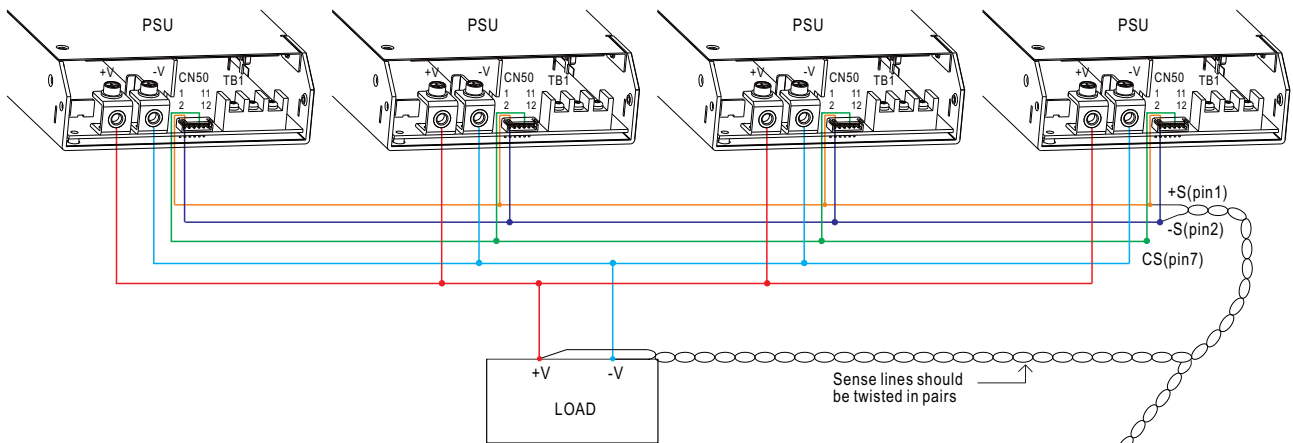 PSU
PSU
PSU
PSU
+V -V CN50 TB1
1 11
2 12
+V -V CN50 TB1
1 11
2 12
+V -V CN50 TB1
1 11
2 12
+V -V CN50 TB1
1 11
2 12
+S(pin1)
-S(pin2)
CS(pin7)
+V -V
LOAD
Sense lines should
be twisted in pairs